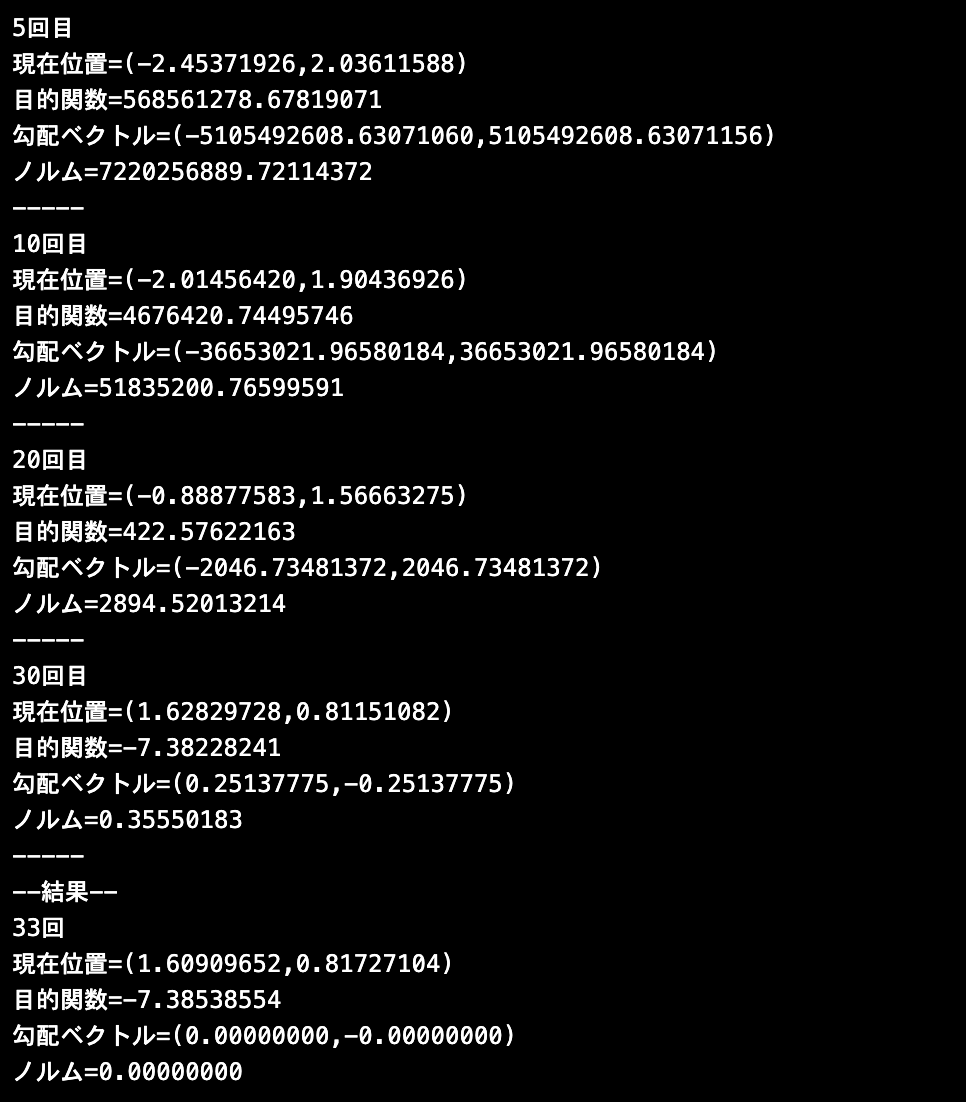 5回目
現在位置=(-2.45371926,2.03611588)
目的関数=568561278.67819071
勾配ベクトル=(-5105492608.63071060,5105492608.63071156)
ノルム=7220256889.72114372
-----
10回目
現在位置=(-2.01456420,1.90436926)
目的関数=4676420.74495746
勾配ベクトル=(-36653021.96580184,36653021.96580184)
ノルム=51835200.76599591
-----
20回目
現在位置=(-0.88877583,1.56663275)
目的関数=422.57622163
勾配ベクトル=(-2046.73481372,2046.73481372)
ノルム=2894.52013214
-----
30回目
現在位置=(1.62829728,0.81151082)
目的関数=-7.38228241
勾配ベクトル=(0.25137775,-0.25137775)
ノルム=0.35550183
-----
--結果--
33回
現在位置=(1.60909652,0.81727104)
目的関数=-7.38538554
勾配ベクトル=(0.00000000,-0.00000000)
ノルム=0.00000000